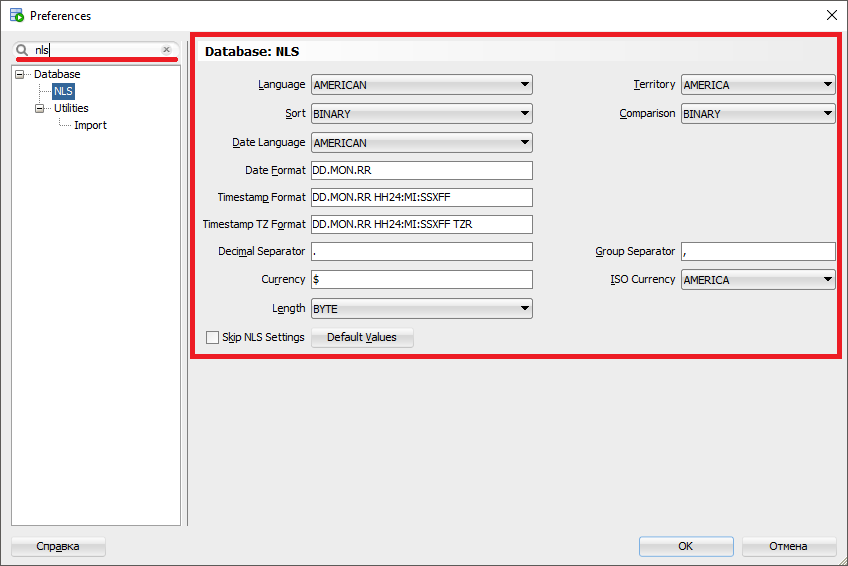 Preferences
nls
Database
NLS
Utilities
Import
Database: NLS
Language AMERICAN Territory AMERICA
Sort BINARY Comparison BINARY
Date Language AMERICAN
Date Format DD.MON.RR
Timestamp Format DD.MON.RR HH24:MI:SSXFF
Timestamp TZ Format DD.MON.RR HH24:MI:SSXFF TZR
Decimal Separator . Group Separator ,
Currency $ ISO Currency AMERICA
Length BYTE
Skip NLS Settings Default Values
Справка OK Отмена